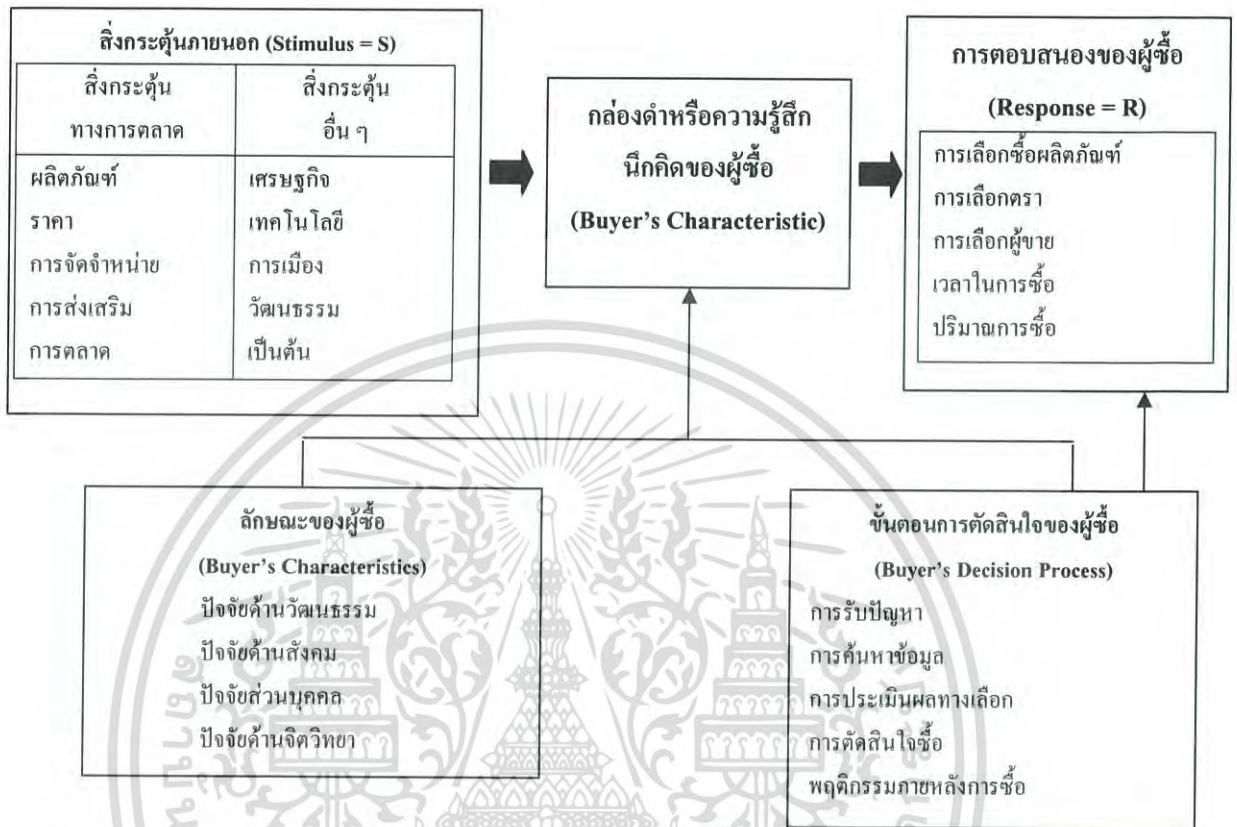 สิ่งกระตุ้นภายนอก (Stimulus = S)
สิ่งกระตุ้น
ทางการตลาด
สิ่งกระตุ้น
อื่น ๆ
ผลิตภัณฑ์
ราคา
การจัดจำหน่าย
การส่งเสริม
การตลาด
เศรษฐกิจ
เทคโนโลยี
การเมือง
วัฒนธรรม
เป็นต้น
กล่องดำหรือความรู้สึก
นึกคิดของผู้ซื้อ
(Buyer's Characteristic)
การตอบสนองของผู้ซื้อ
(Response = R)
การเลือกซื้อผลิตภัณฑ์
การเลือกตรา
การเลือกผู้ขาย
เวลาในการซื้อ
ปริมาณการซื้อ
ลักษณะของผู้ซื้อ
(Buyer's Characteristics)
ปัจจัยด้านวัฒนธรรม
ปัจจัยด้านสังคม
ปัจจัยส่วนบุคคล
ปัจจัยด้านจิตวิทยา
ขั้นตอนการตัดสินใจของผู้ซื้อ
(Buyer's Decision Process)
การรับปัญหา
การค้นหาข้อมูล
การประเมินผลทางเลือก
การตัดสินใจซื้อ
พฤติกรรมภายหลังการซื้อ